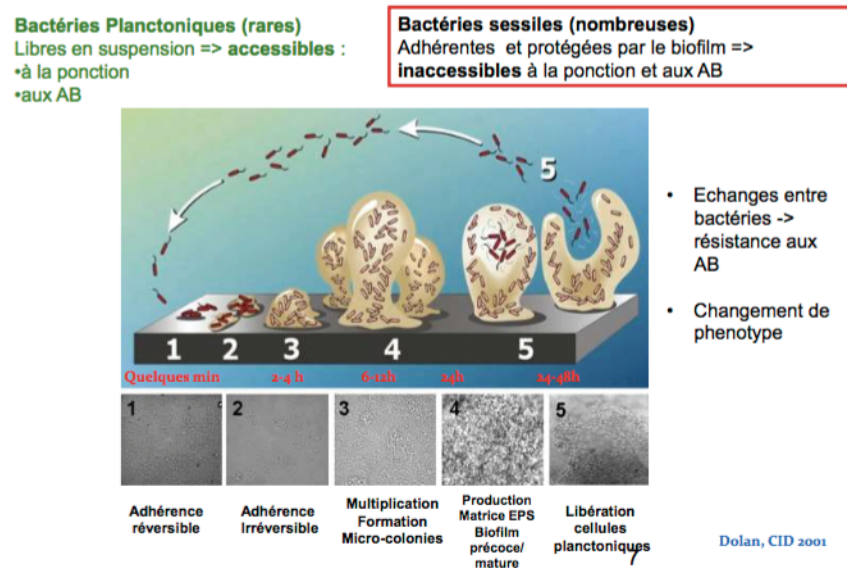 Bactéries Planctoniques (rares)
Libres en suspension => accessibles :
•à la ponction
•aux AB
Bactéries sessiles (nombreuses)
Adhérentes et protégées par le biofilm =>
inaccessibles à la ponction et aux AB
5
1 2 3 4 5
Quelques min 2-4 h 6-12h 24h 24-48h
• Echanges entre
bactéries ->
résistance aux
AB
• Changement de
phenotype
1 2 3 4 5
Adhérence
réversible
Adhérence
Irréversible
Multiplication
Formation
Micro-colonies
Production
Matrice EPS
Biofilm
précoce/
mature
Libération
cellules
planctoniques
7
Dolan, CID 2001